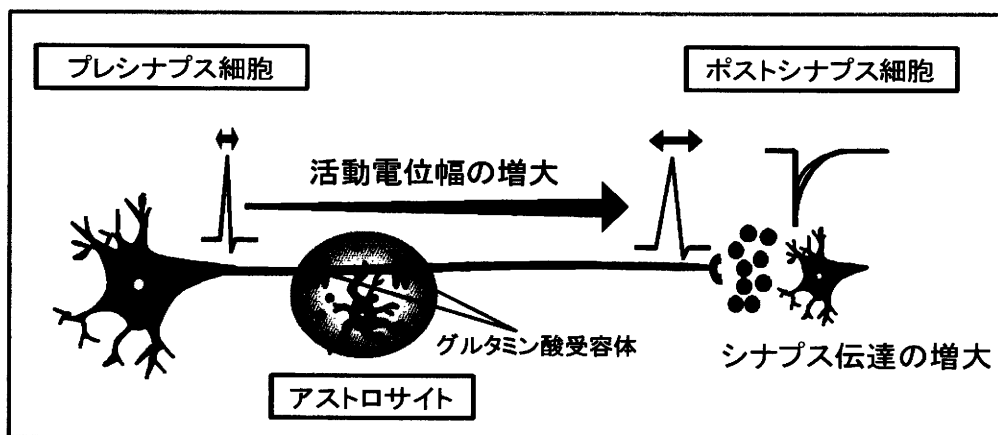 プレシナプス細胞
ポストシナプス細胞
活動電位幅の増大
グルタミン酸受容体
シナプス伝達の増大
アストロサイト